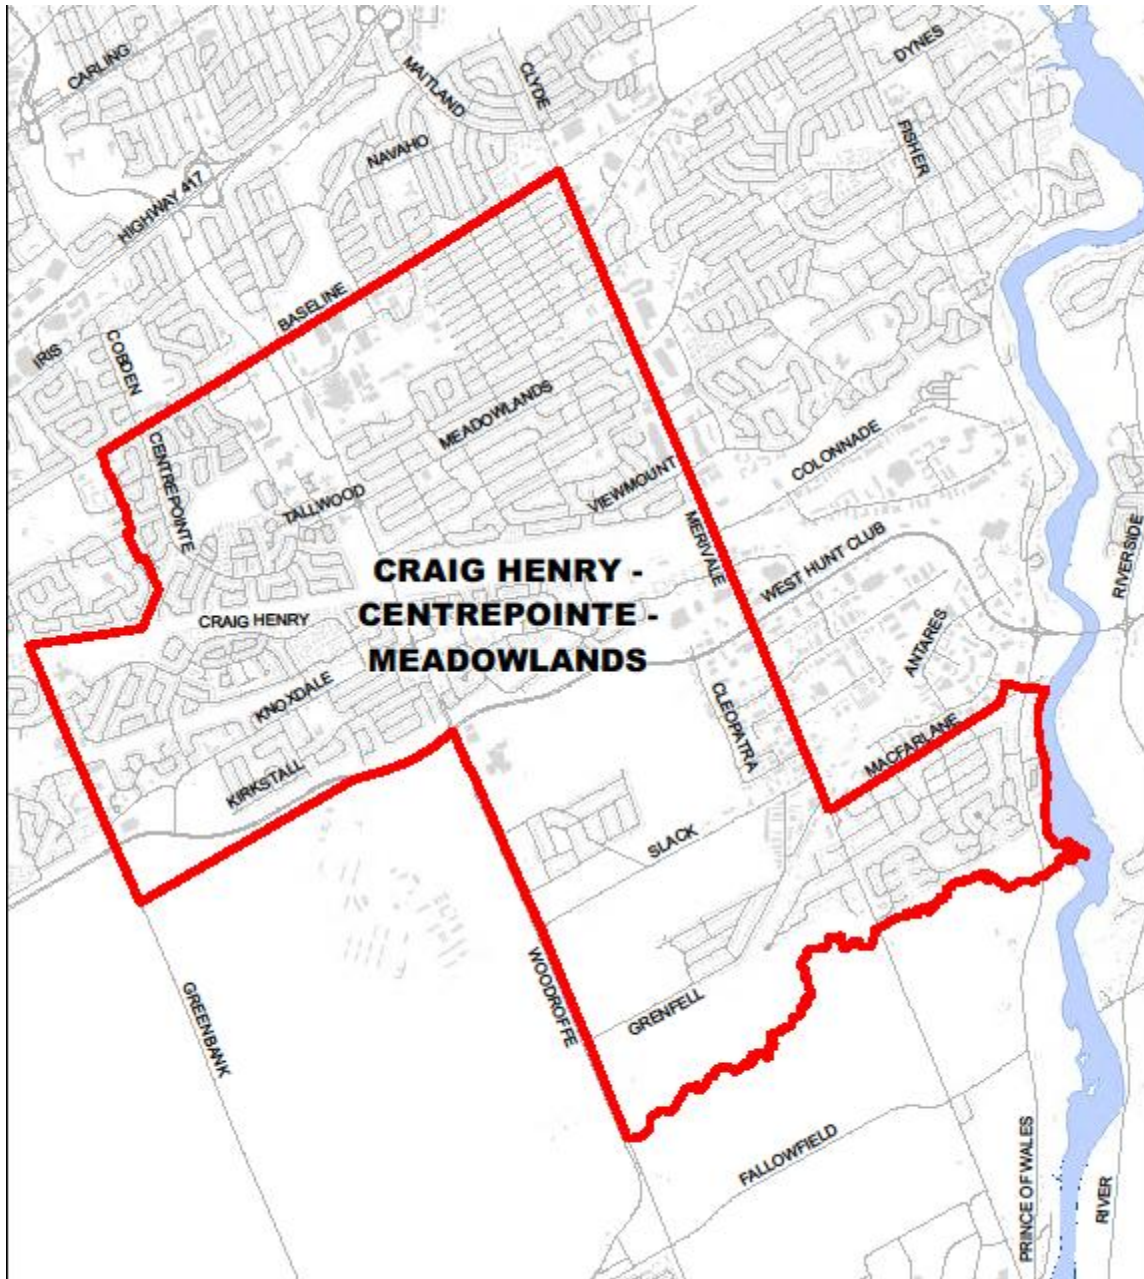 CARLING
MAITLAND
CLYDE
DYNES
NAVAHO
FISHER
HIGHWAY 417
BASELINE
IRIS
COBDEN
CENTREPOINTE
MEADOWLANDS
TALLWOOD
VIEWMOUNT
COLONNADE
MERIVALE
WEST HUNT CLUB
RIVERSIDE
CRAIG HENRY -
CENTREPOINTE -
MEADOWLANDS
CRAIG HENRY
ANTARES
KNOXDALE
CLEOPATRA
MACFARLANE
KIRKSTALL
SLACK
WOODROFFE
GREENBANK
GRENFELL
FALLOWFIELD
PRINCE OF WALES
RIVER